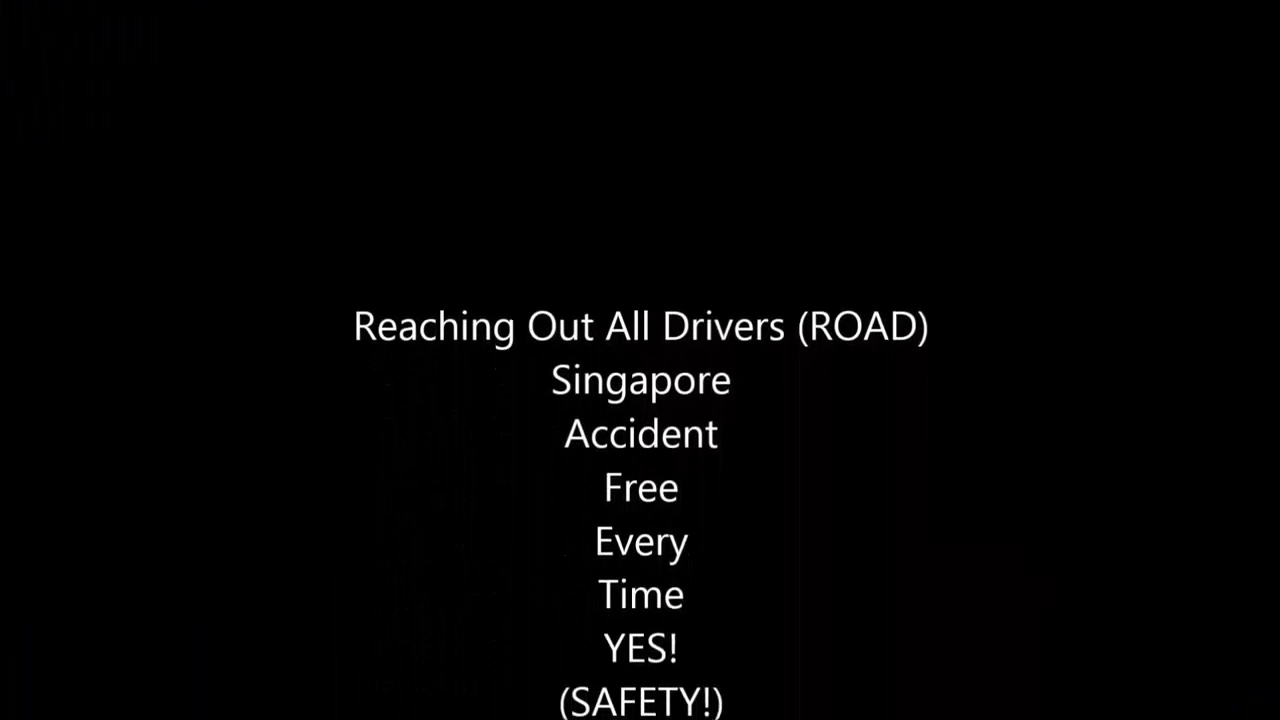 Reaching Out All Drivers (ROAD)
Singapore
Accident
Free
Every
Time
YES!
(SAFETY!)